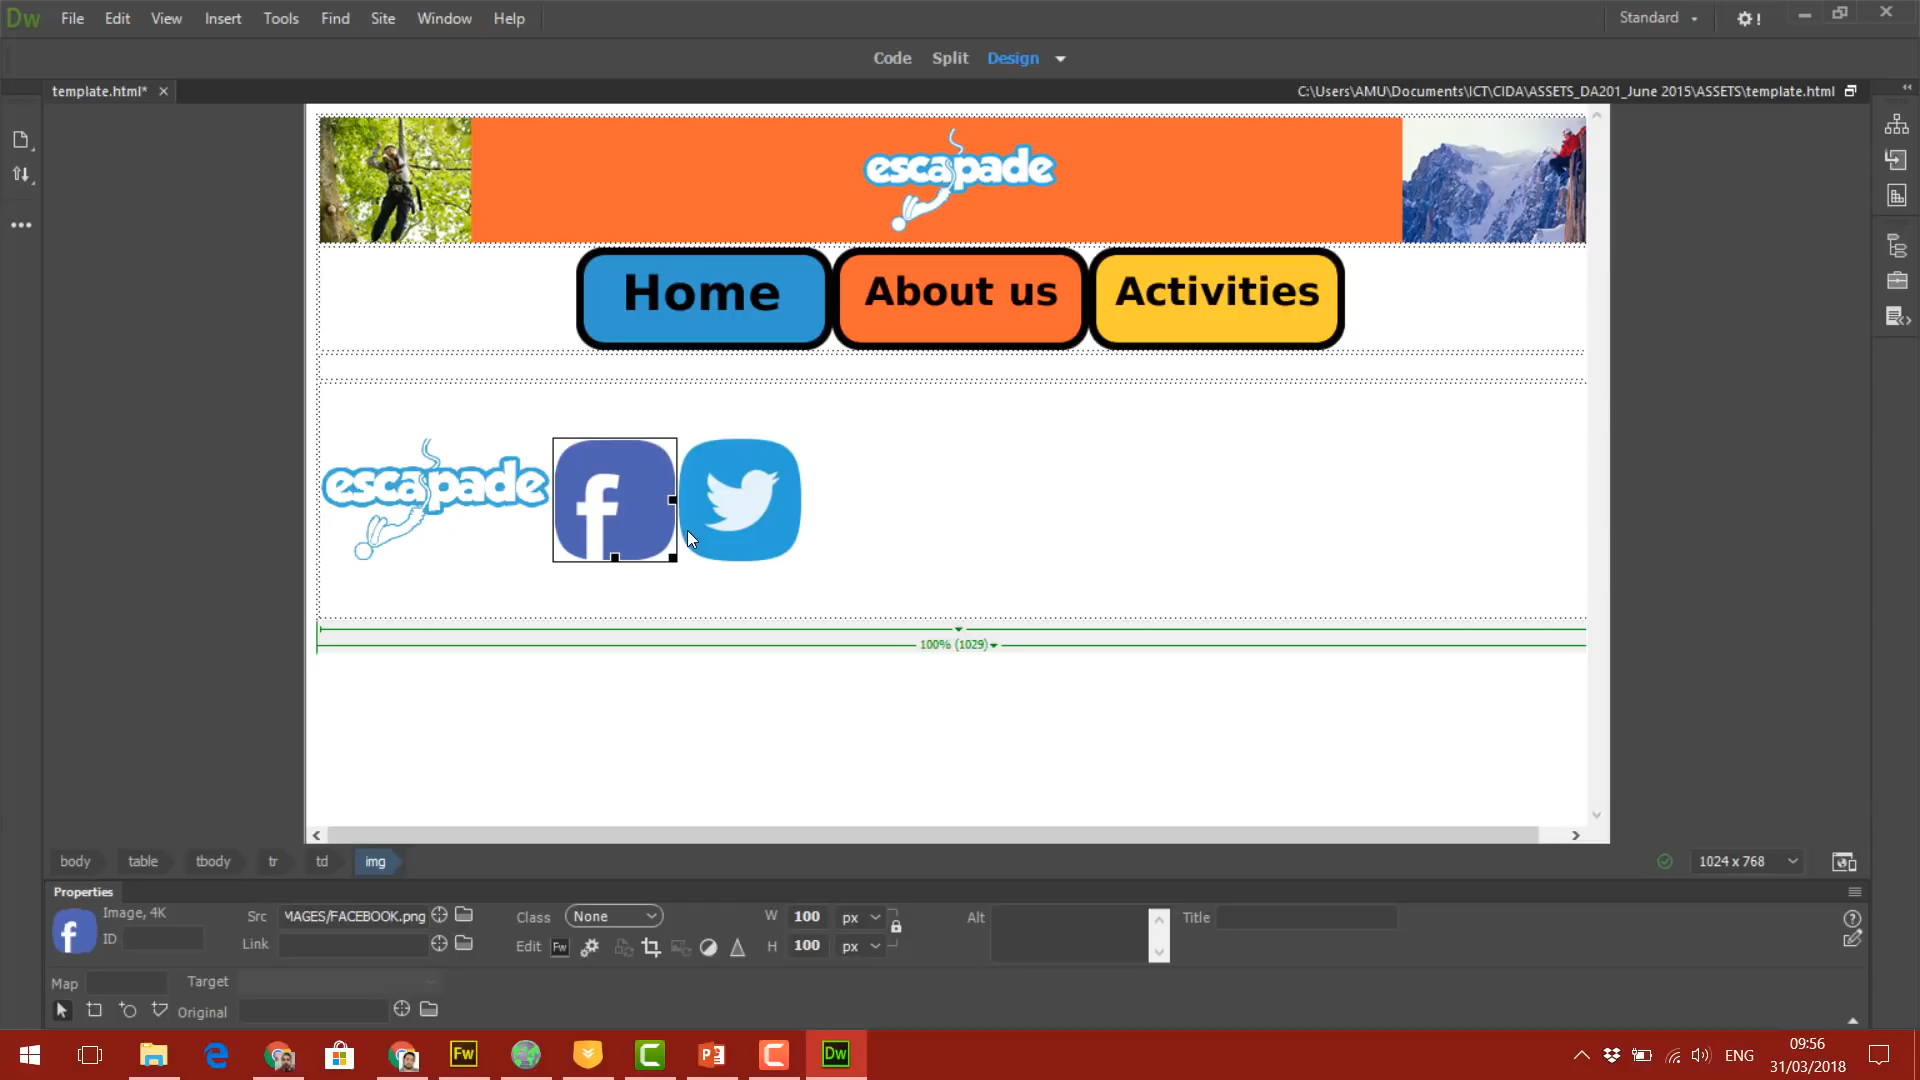 Dw File Edit View Insert Tools Find Site Window Help Standard !
Code Split Design
template.html* C:\Users\AMU\Documents\ICT\CIDA\ASSETS_DA201_June 2015\ASSETS\template.html
escapade
Home About us Activities
escapade f
100% (1029)
body table tbody tr td img 1024 x 768
Properties
Image, 4K Src MAGES/FACEBOOK.png Class None W 100 px Alt Title
f ID Link Edit Fw H 100 px
Map Target
Original
Fw Dw ENG 09:56
31/03/2018